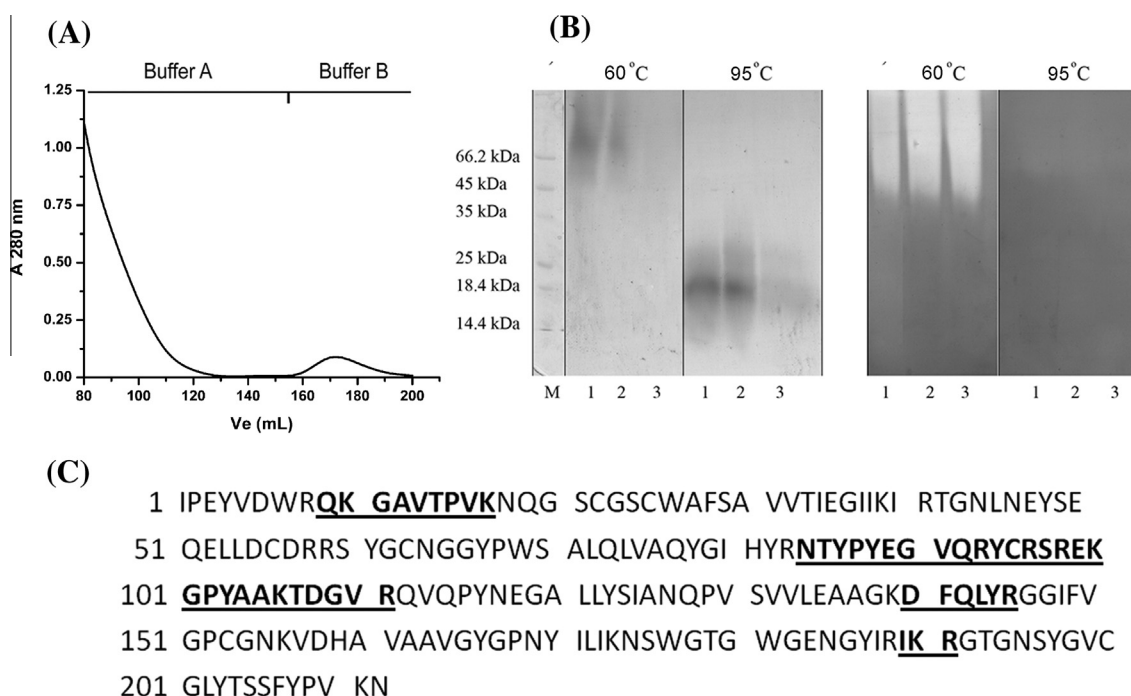 (A)
Buffer A Buffer B
1.25
1.00
0.75
0.50
0.25
0.00
A 280 nm
80 100 120 140 160 180 200
Ve (mL)
(B)
60 °C 95°C 60°C 95°C
66.2 kDa
45 kDa
35 kDa
25 kDa
18.4 kDa
14.4 kDa
M 1 2 3 1 2 3 1 2 3 1 2 3
(C)
1 IPEYVDWRQK GAVTPVKNQG SCGSCWAFSA VVTIEGIIKI RTGNLNEYSE
51 QELLDCDRRS YGCNGGYPWS ALQLVAQYGI HYRNTYPYEG VQRYCRSREK
101 GPYAAKTDGV RQVQPYNEGA LLYSIANQPV SVVLEAAGKD FQLYRGGIFV
151 GPCGNKVDHA VAAVGYGPNY ILIKNSWGTG WGENGYIRIK RGTGNSYGVC
201 GLYTSSFYPV KN